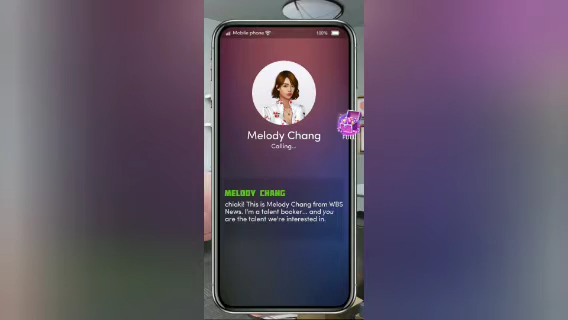 Mobile phone
100%
Melody Chang
Calling...
MELODY CHANG
chiaki! This is Melody Chang from WBS
News. I'm a talent booker... and you
are the talent we're interested in.